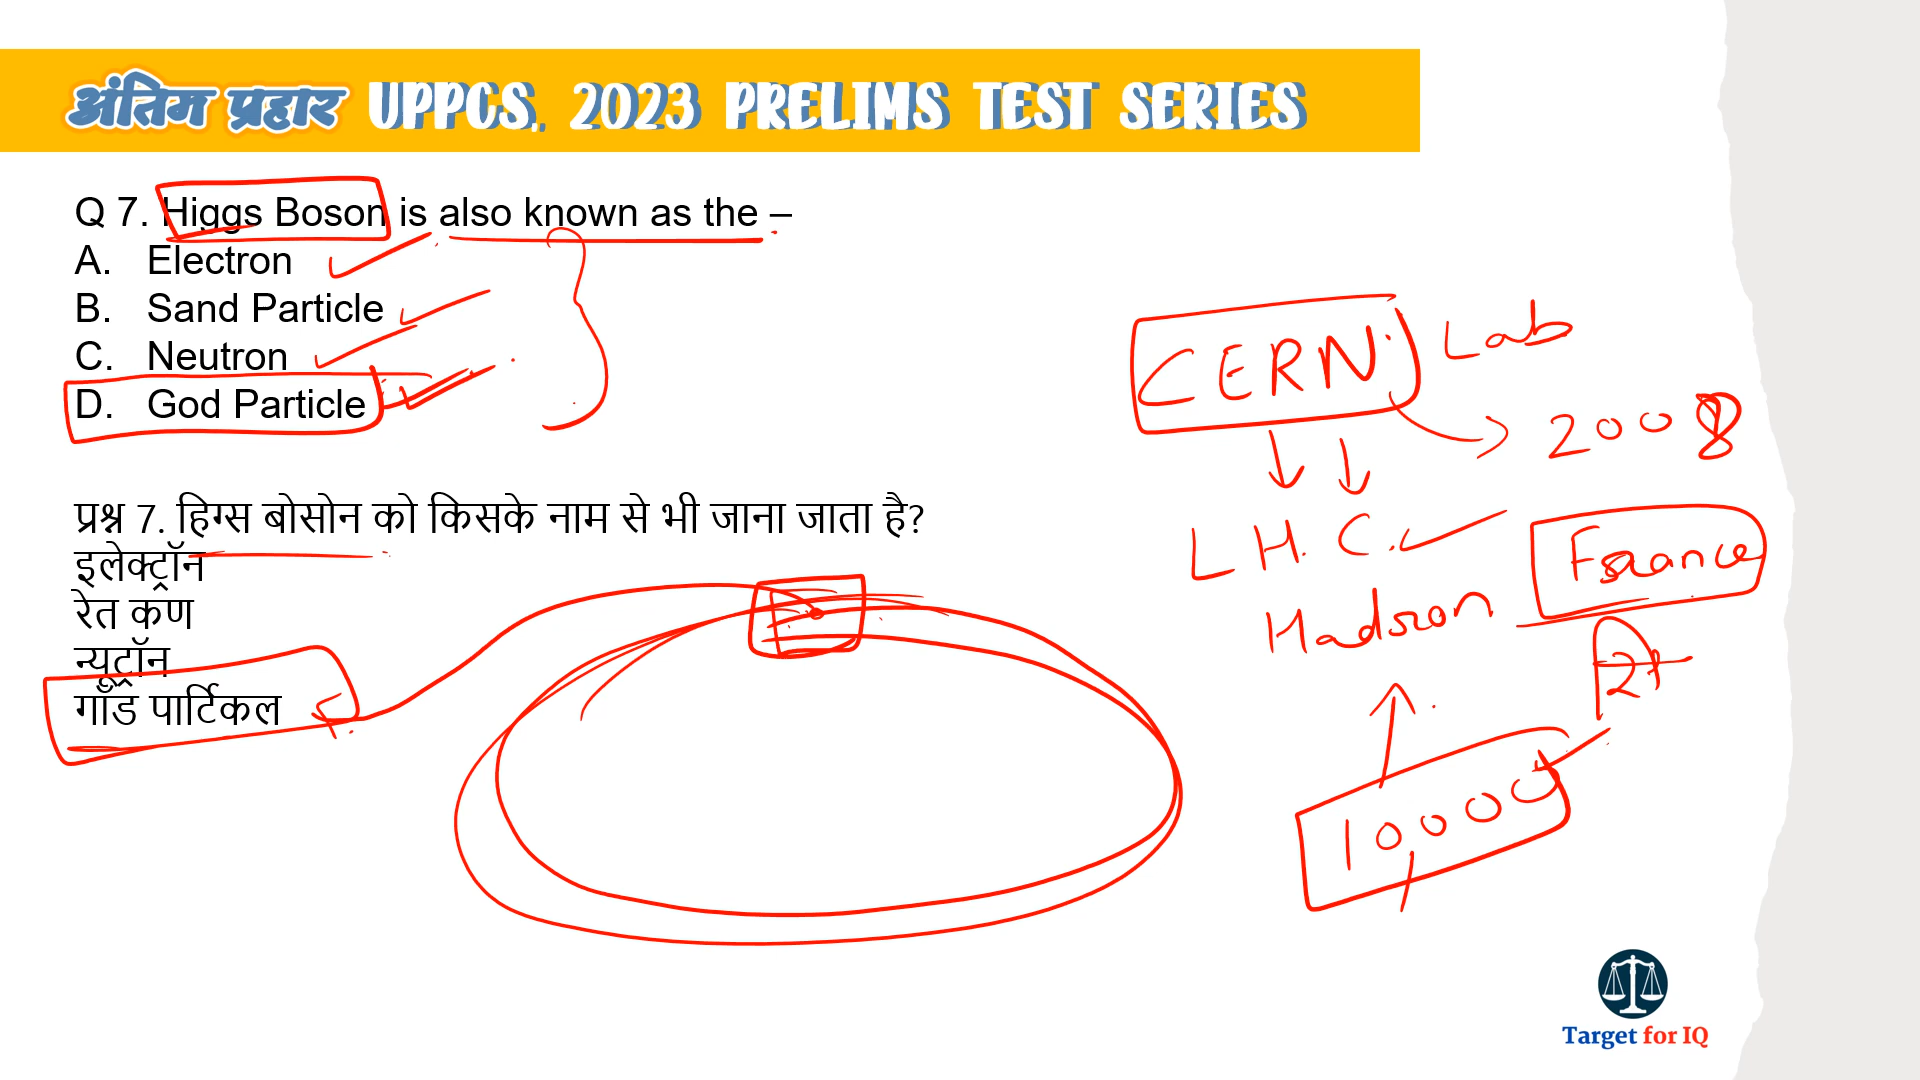 अंतिम प्रहार UPPCS, 2023 PRELIMS TEST SERIES
Q 7. Higgs Boson is also known as the –
A. Electron
B. Sand Particle
C. Neutron
D. God Particle
प्रश्न 7. हिग्स बोसोन को किसके नाम से भी जाना जाता है?
इलेक्ट्रॉन
रेत कण
न्यूट्रॉन
गॉड पार्टिकल
CERN. Lab
2008
L H. C.
France
Hadron
10,000
Target for IQ